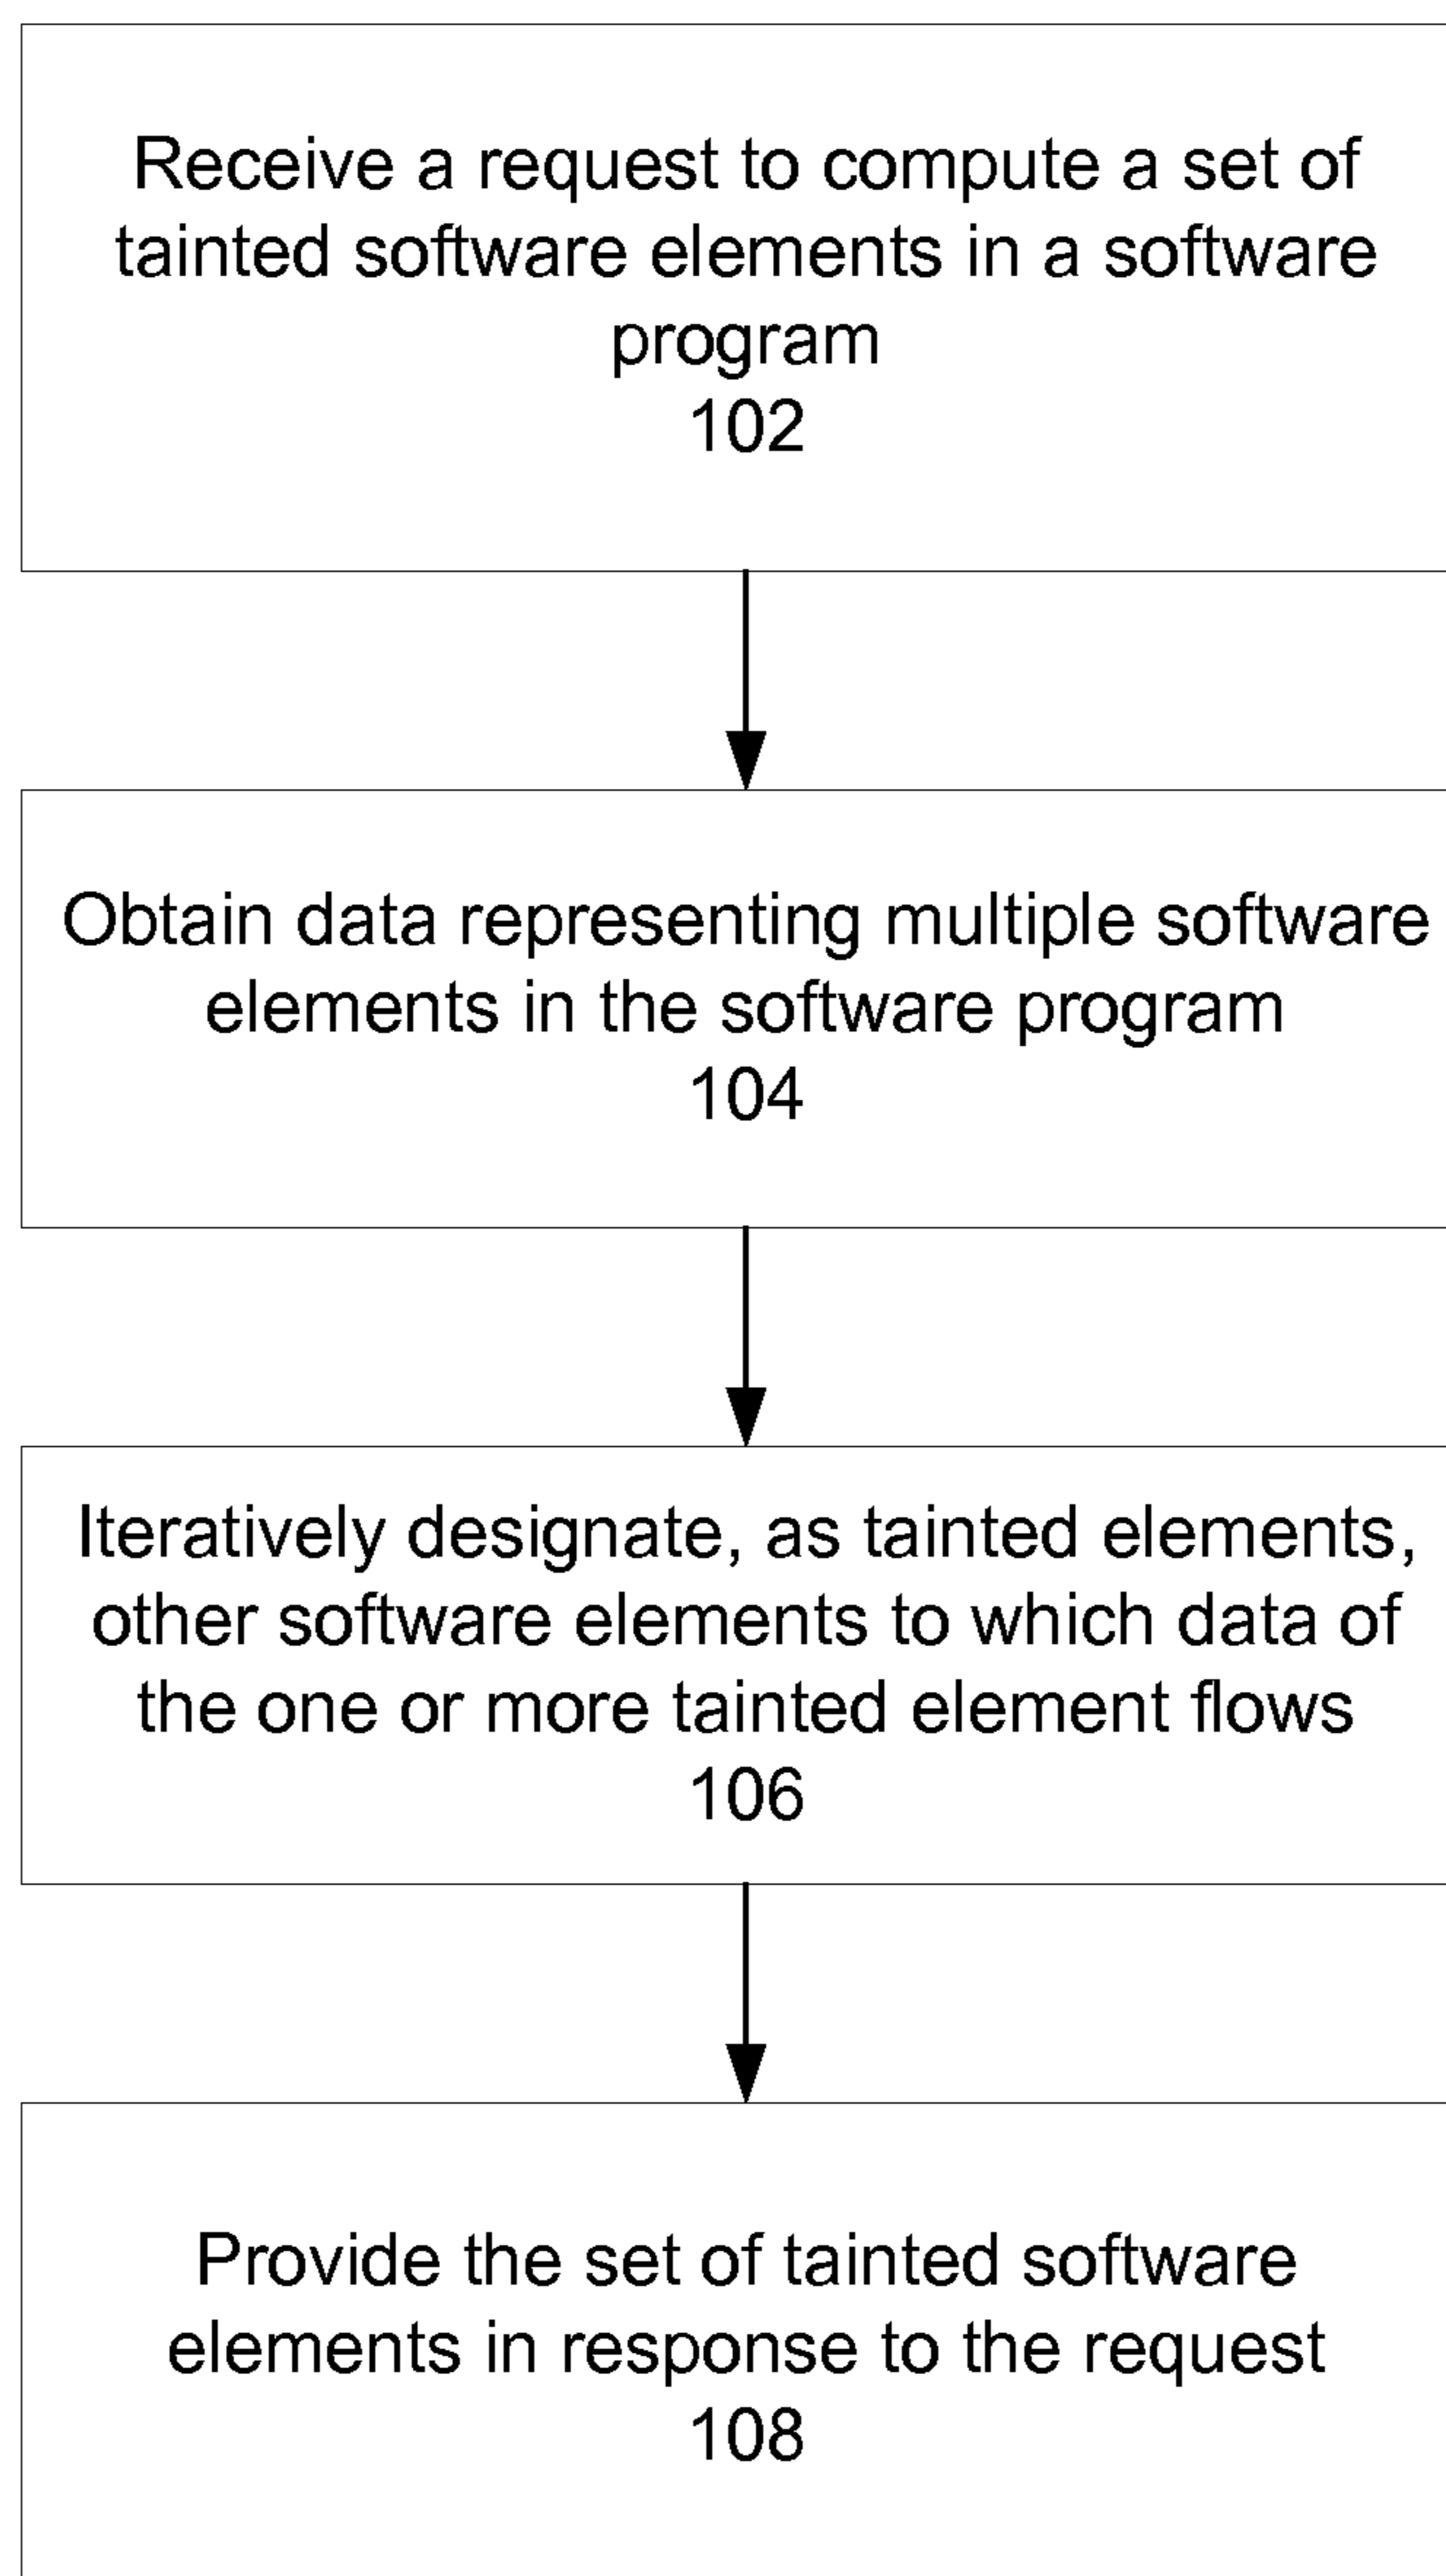 Receive a request to compute a set of
tainted software elements in a software
program
102
Obtain data representing multiple software
elements in the software program
104
Iteratively designate, as tainted elements,
other software elements to which data of
the one or more tainted element flows
106
Provide the set of tainted software
elements in response to the request
108